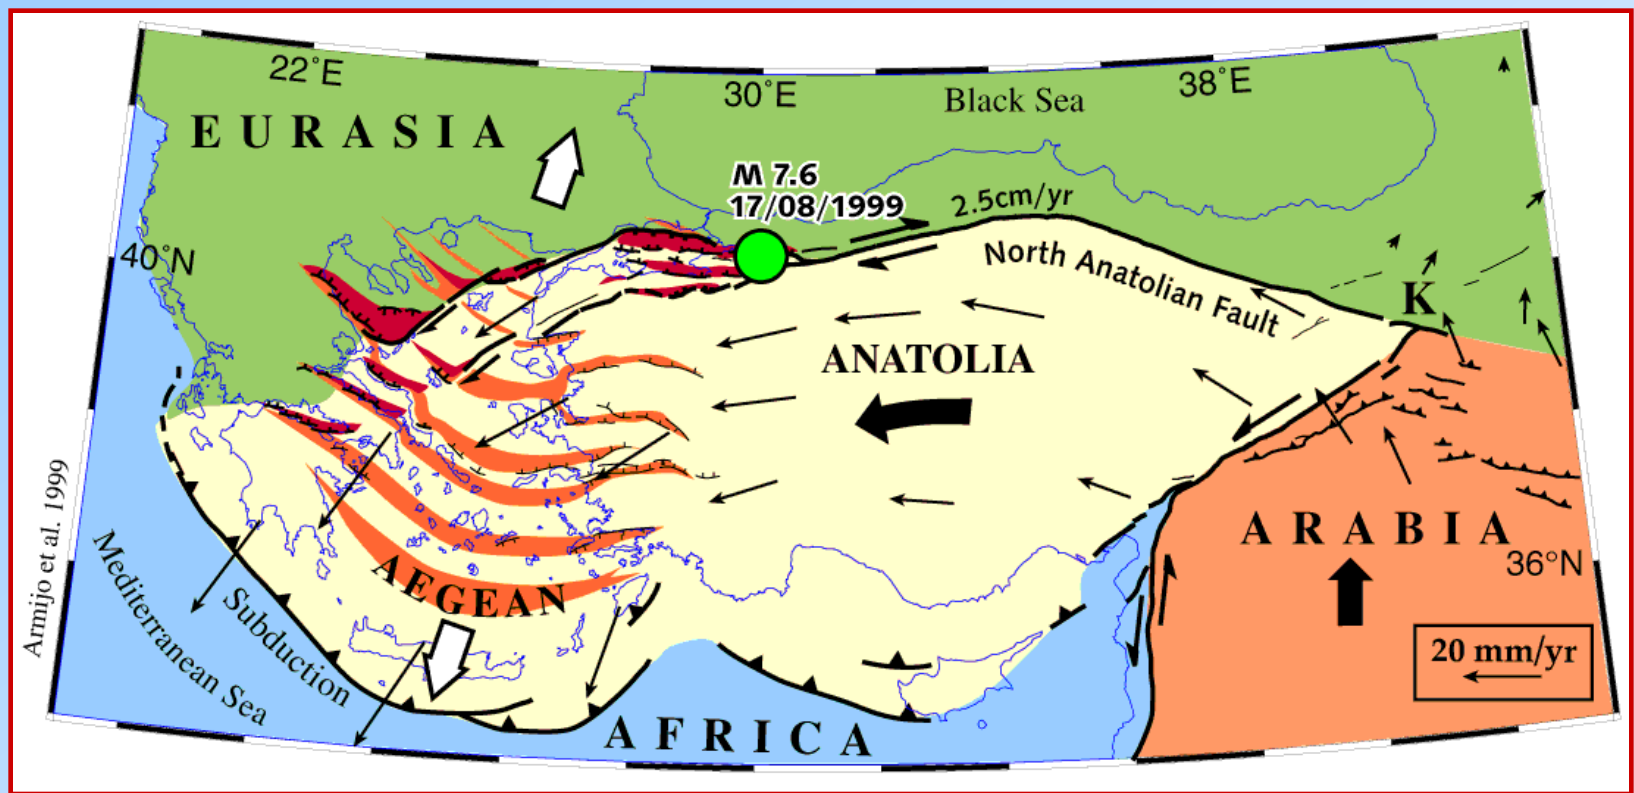 22°E
30°E
38°E
Black Sea
EURASIA
M 7.6
17/08/1999
2.5cm/yr
40°N
North Anatolian Fault
K
ANATOLIA
Armijo et al. 1999
ARABIA
Mediterranean Sea
Subduction
AEGEAN
36°N
20 mm/yr
AFRICA